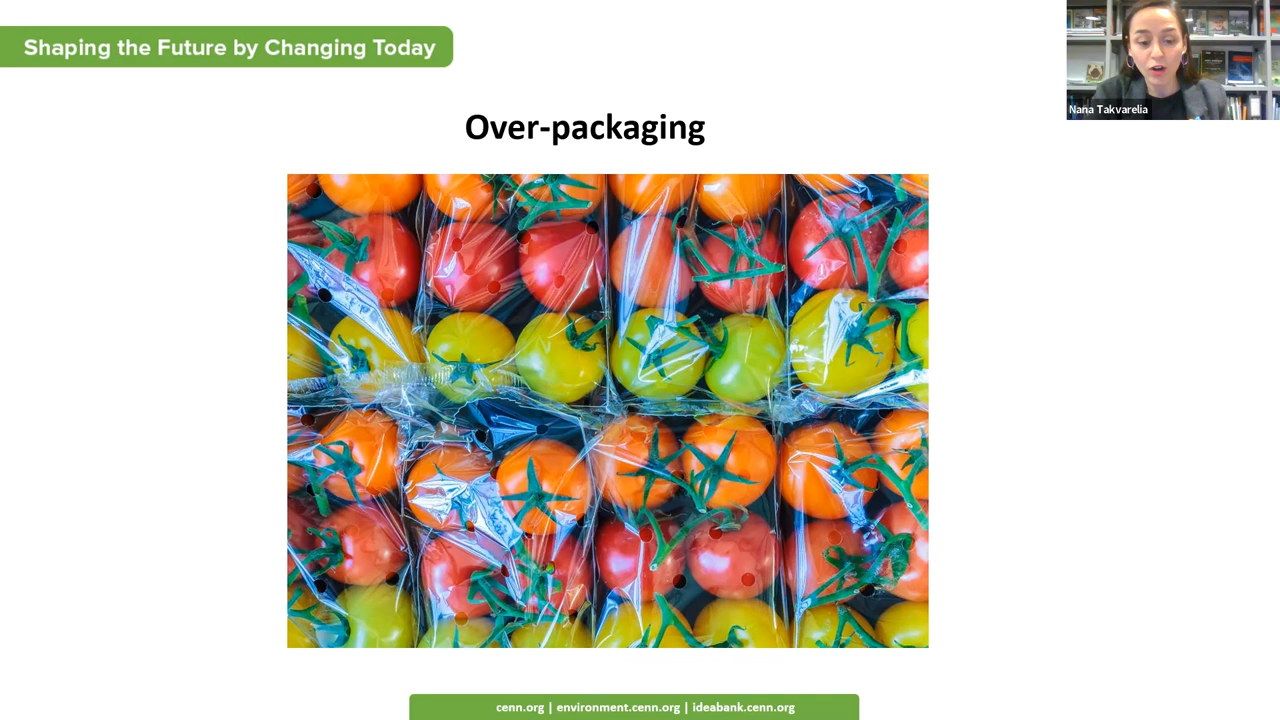 Shaping the Future by Changing Today
Nana Takvarelia
Over-packaging
cenn.org | environment.cenn.org | ideabank.cenn.org